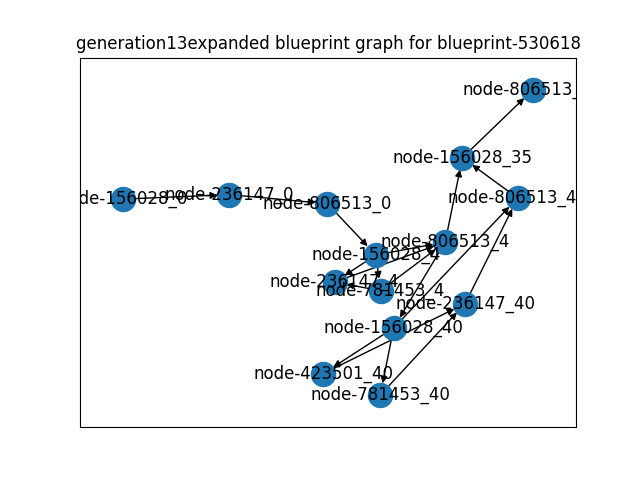 generation13expanded blueprint graph for blueprint-530618
node-806513_
node-156028_35
de-156028_0
node-236147_0
node-806513_0
node-806513_4
node-806513_4
node-156028_4
node-236147_4
node-781453_4
node-236147_40
node-156028_40
node-423501_40
node-781453_40